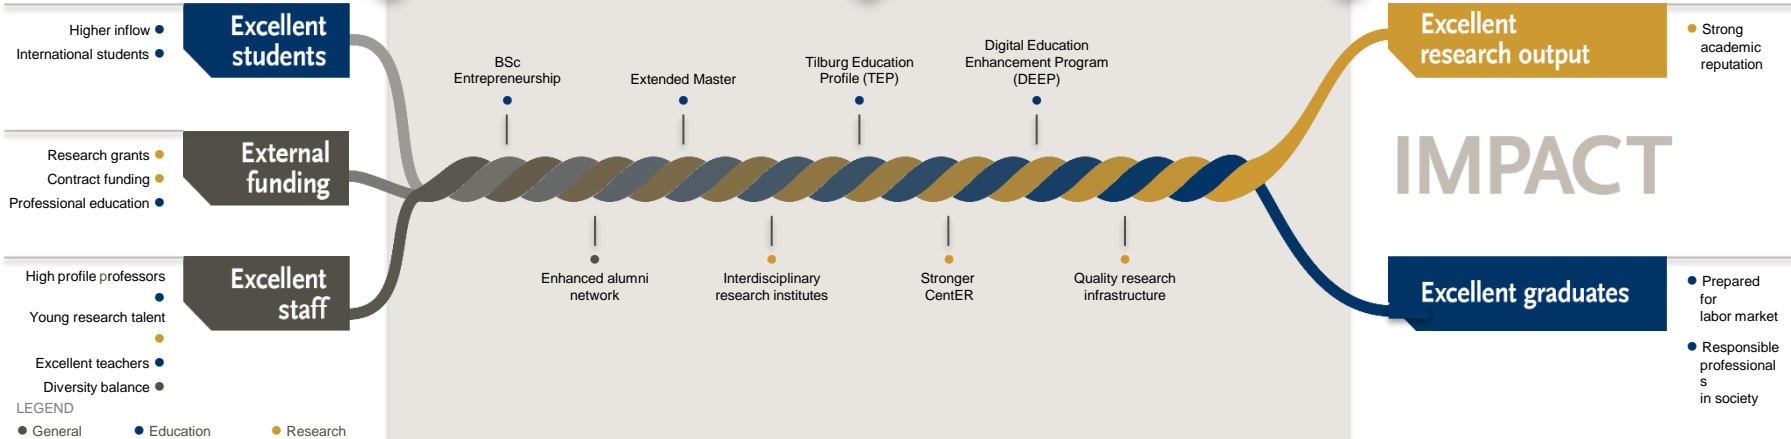 Higher inflow
International students
Excellent
students
Research grants
Contract funding
Professional education
External
funding
High profile professors
Young research talent
Excellent teachers
Diversity balance
Excellent
staff
LEGEND
General
Education
Research
BSc
Entrepreneurship
Extended Master
Tilburg Education
Profile (TEP)
Digital Education
Enhancement Program
(DEEP)
Enhanced alumni
network
Interdisciplinary
research institutes
Stronger
CentER
Quality research
infrastructure
Excellent
research output
Strong
academic
reputation
IMPACT
Excellent graduates
Prepared
for
labor market
Responsible
professional
s
in society